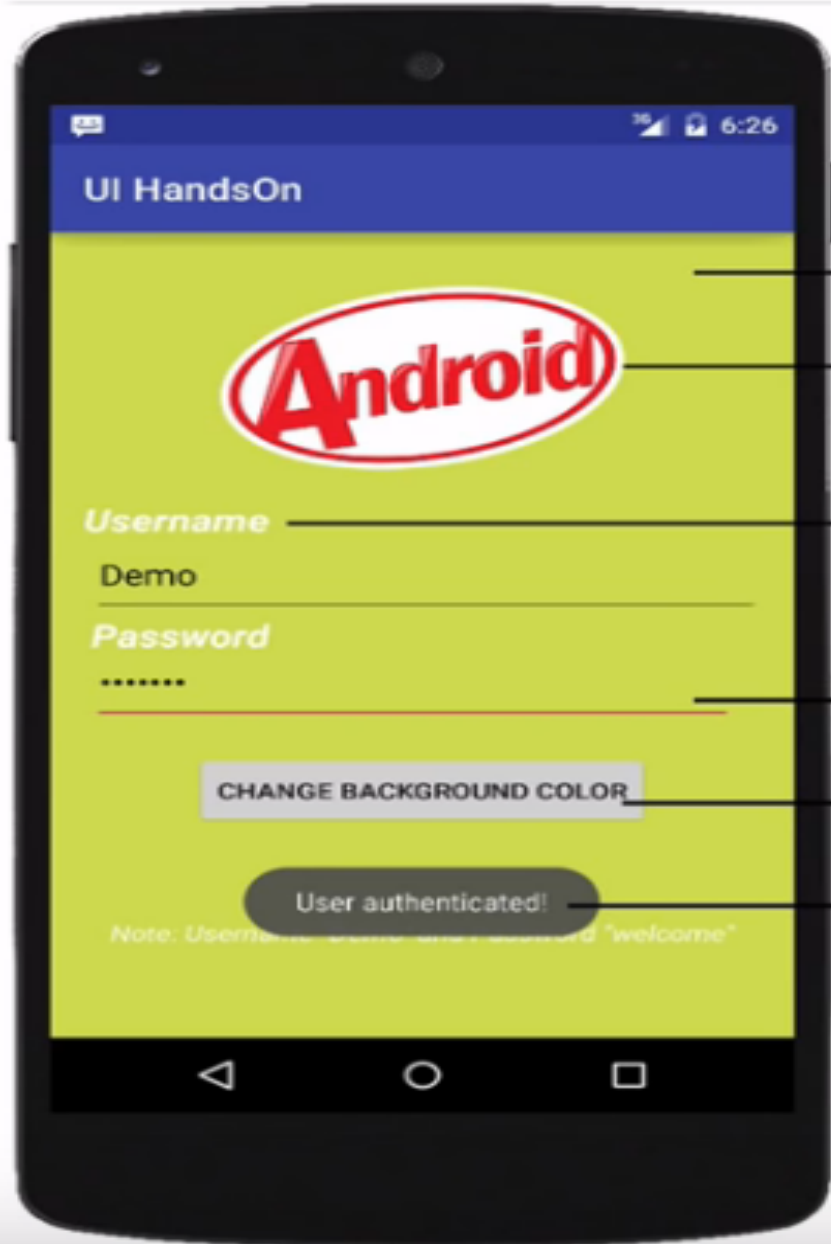 3G 6:26
UI HandsOn
Android
Username
Demo
Password
•••••••
CHANGE BACKGROUND COLOR
User authenticated!
Note: Username "Demo" and Password "welcome"